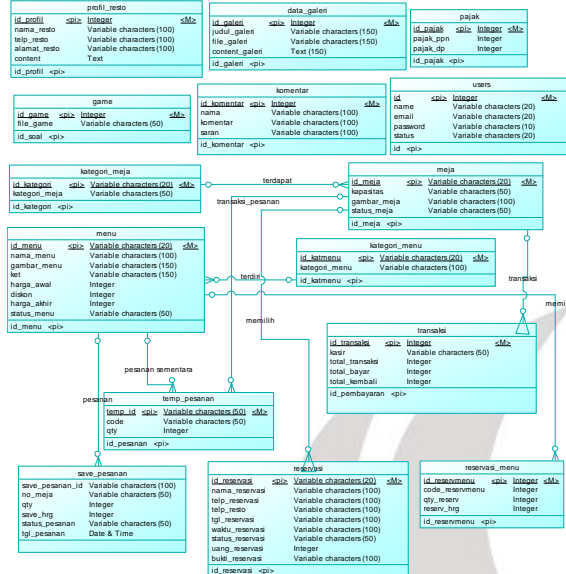 profil_resto
id_profil <pi> Integer <M>
nama_resto Variable characters (100)
telp_resto Variable characters (100)
alamat_resto Variable characters (100)
content Text
id_profil <pi>
data_galeri
id_galeri <pi> Integer <M>
judul_galeri Variable characters (150)
file_galeri Variable characters (150)
content_galeri Text (150)
id_galeri <pi>
pajak
id_pajak <pi> Integer <M>
pajak_ppn Integer
pajak_dp Integer
id_pajak <pi>
game
id_game <pi> Integer <M>
file_game Variable characters (50)
id_soal <pi>
komentar
id_komentar <pi> Integer <M>
nama Variable characters (100)
komentar Variable characters (100)
saran Variable characters (100)
id_komentar <pi>
users
id <pi> Integer <M>
name Variable characters (20)
email Variable characters (20)
password Variable characters (10)
status Variable characters (20)
id <pi>
kategori_meja
id_kategori <pi> Variable characters (20) <M>
kategori_meja Variable characters (50)
id_kategori <pi>
terdapat
transaksi_pesanan
meja
id_meja <pi> Variable characters (20) <M>
kapasitas Variable characters (50)
gambar_meja Variable characters (100)
status_meja Variable characters (50)
id_meja <pi>
menu
id_menu <pi> Variable characters (20) <M>
nama_menu Variable characters (100)
gambar_menu Variable characters (150)
ket Variable characters (150)
harga_awal Integer
diskon Integer
harga_akhir Integer
status_menu Variable characters (50)
id_menu <pi>
kategori_menu
id_katmenu <pi> Variable characters (20) <M>
kategori_menu Variable characters (100)
id_katmenu <pi>
terdiri
transaksi
memilih
transaksi
id_transaksi <pi> Integer <M>
kasir Variable characters (50)
total_transaksi Integer
total_bayar Integer
total_kembali Integer
id_pembayaran <pi>
pesanan sementara
pesanan
temp_pesanan
temp_id <pi> Variable characters (50) <M>
code Variable characters (50)
qty Integer
id_pesanan <pi>
save_pesanan
save_pesanan_id Variable characters (100)
no_meja Variable characters (50)
qty Integer
save_hrg Integer
status_pesanan Variable characters (50)
tgl_pesanan Date & Time
reservasi
id_reservasi <pi> Variable characters (20) <M>
nama_reservasi Variable characters (100)
telp_reservasi Variable characters (100)
telp_resto Variable characters (100)
tgl_reservasi Variable characters (100)
waktu_reservasi Variable characters (100)
status_reservasi Variable characters (50)
uang_reservasi Integer
bukti_reservasi Variable characters (100)
id_reservasi <pi>
reservasi_menu
id_reservmenu <pi> Integer <M>
code_reservmenu Integer
qty_reserv Integer
reserv_hrg Integer
id_reservmenu <pi>